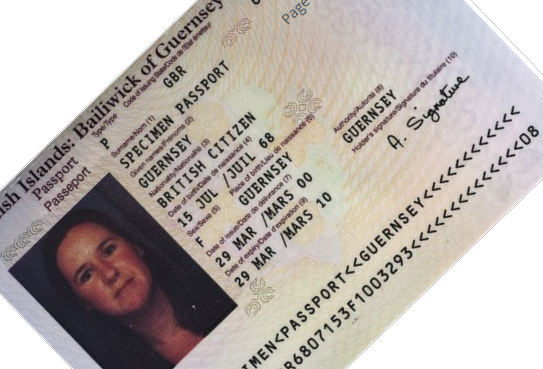 ish Islands: Bailiwick of Guernsey
Passport
Passeport
Type/Type
Code of Issuing State/Code de l'Etat émetteur
Page
P
GBR
Surname/Nom (1)
SPECIMEN PASSPORT
Given names/Prénoms (2)
GUERNSEY
Nationality/Nationalité (3)
BRITISH CITIZEN
Date of birth/Date de naissance (4)
15 JUL /JUIL 68
Sex/Sexe (5)
Place of birth/Lieu de naissance (6)
F
GUERNSEY
Date of issue/Date de délivrance (7)
29 MAR /MARS 00
Date of expiry/Date d'expiration (9)
29 MAR /MARS 10
Authority/Autorité (8)
GUERNSEY
Holder's signature/Signature du titulaire (10)
A. Signature
IMEN<PASSPORT<<GUERNSEY<<<<<<<<<<<<<
R6807153F1003293<<<<<<<<<<<<<<08